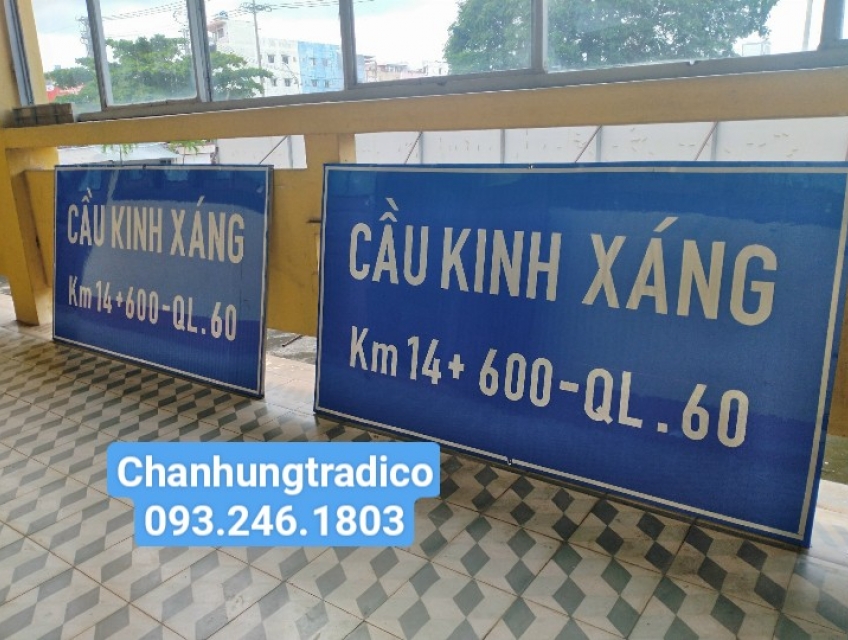 CẦU KINH XÁNG
Km 14+600-QL.60
CẦU KINH XÁNG
Km 14+ 600-QL.60
Chanhungtradico
093.246.1803